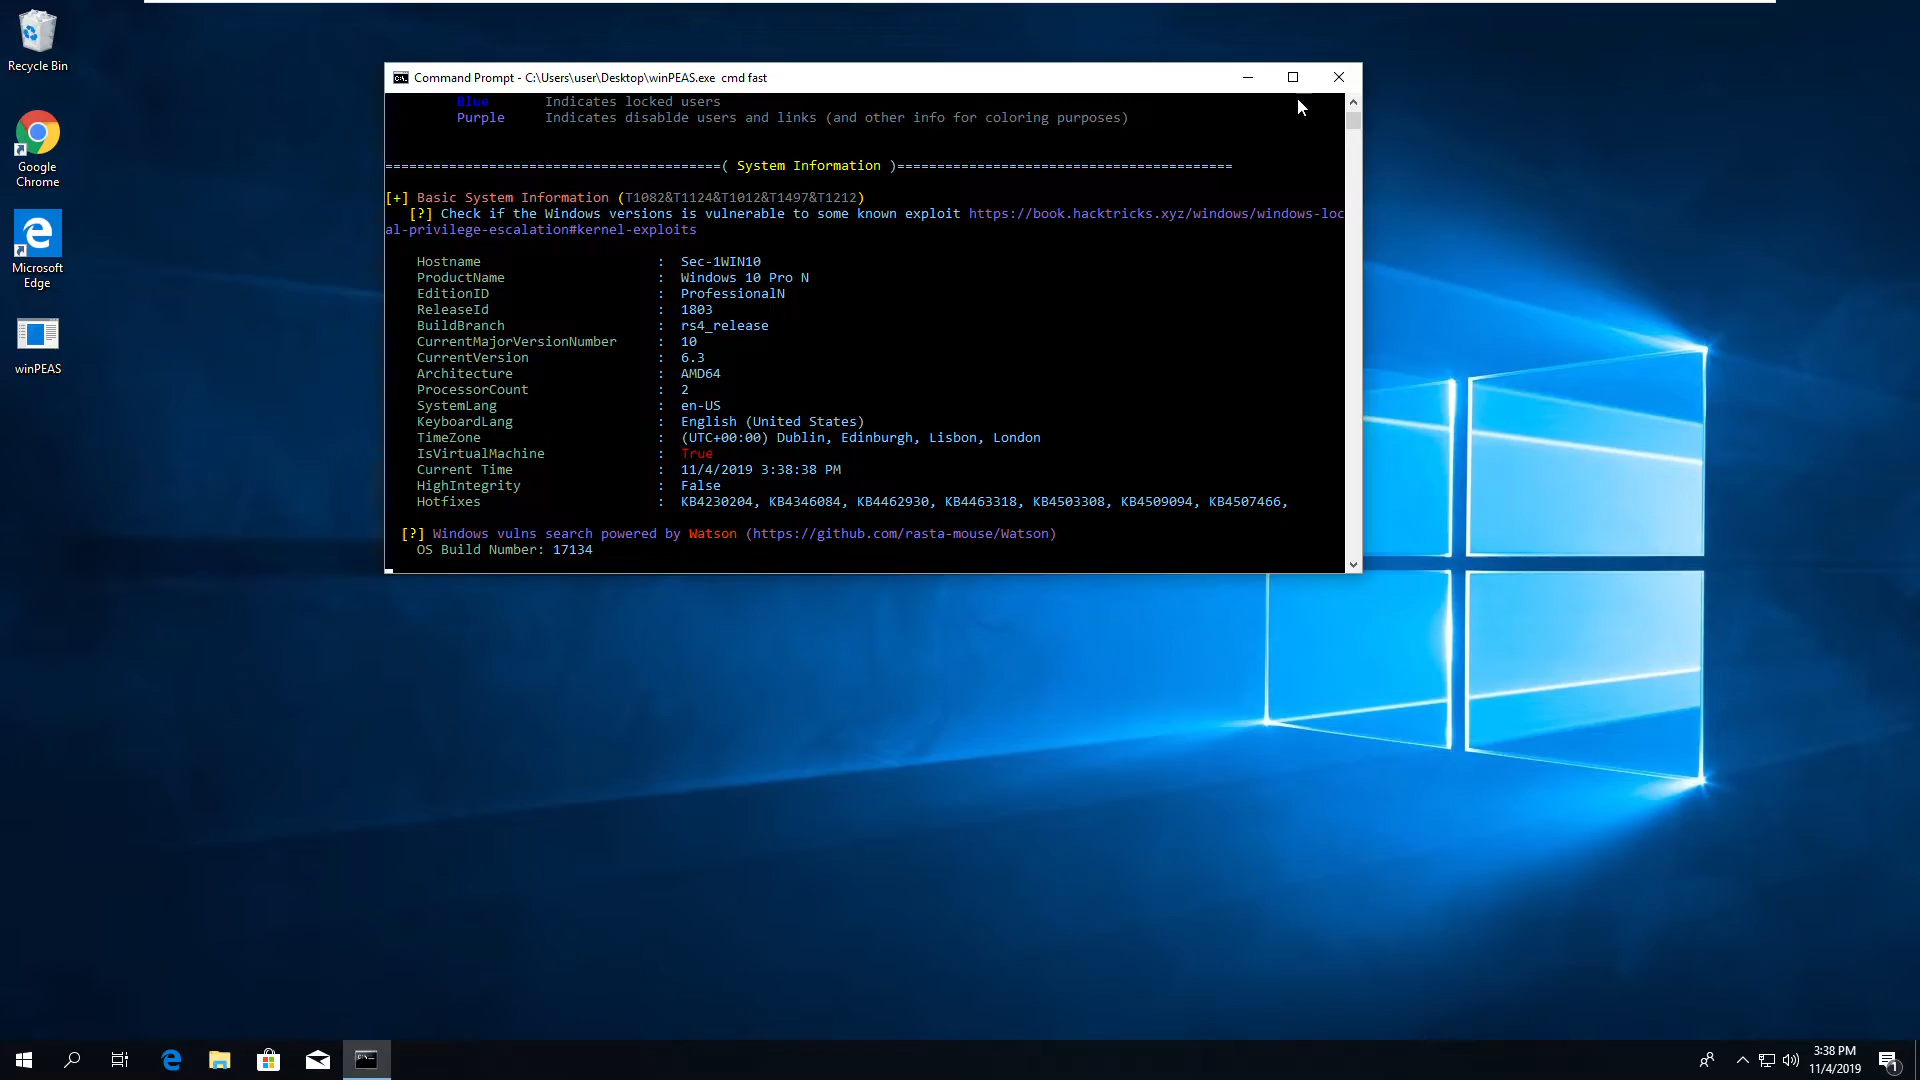 Recycle Bin
Google
Chrome
Microsoft
Edge
winPEAS
Command Prompt - C:\Users\user\Desktop\winPEAS.exe cmd fast
Blue Indicates locked users
Purple Indicates disablde users and links (and other info for coloring purposes)
==========================================( System Information )==========================================
[+] Basic System Information (T1082&T1124&T1012&T1497&T1212)
[?] Check if the Windows versions is vulnerable to some known exploit https://book.hacktricks.xyz/windows/windows-loc
al-privilege-escalation#kernel-exploits
Hostname : Sec-1WIN10
ProductName : Windows 10 Pro N
EditionID : ProfessionalN
ReleaseId : 1803
BuildBranch : rs4_release
CurrentMajorVersionNumber : 10
CurrentVersion : 6.3
Architecture : AMD64
ProcessorCount : 2
SystemLang : en-US
KeyboardLang : English (United States)
TimeZone : (UTC+00:00) Dublin, Edinburgh, Lisbon, London
IsVirtualMachine : True
Current Time : 11/4/2019 3:38:38 PM
HighIntegrity : False
Hotfixes : KB4230204, KB4346084, KB4462930, KB4463318, KB4503308, KB4509094, KB4507466,
[?] Windows vulns search powered by Watson (https://github.com/rasta-mouse/Watson)
OS Build Number: 17134
3:38 PM
11/4/2019
1